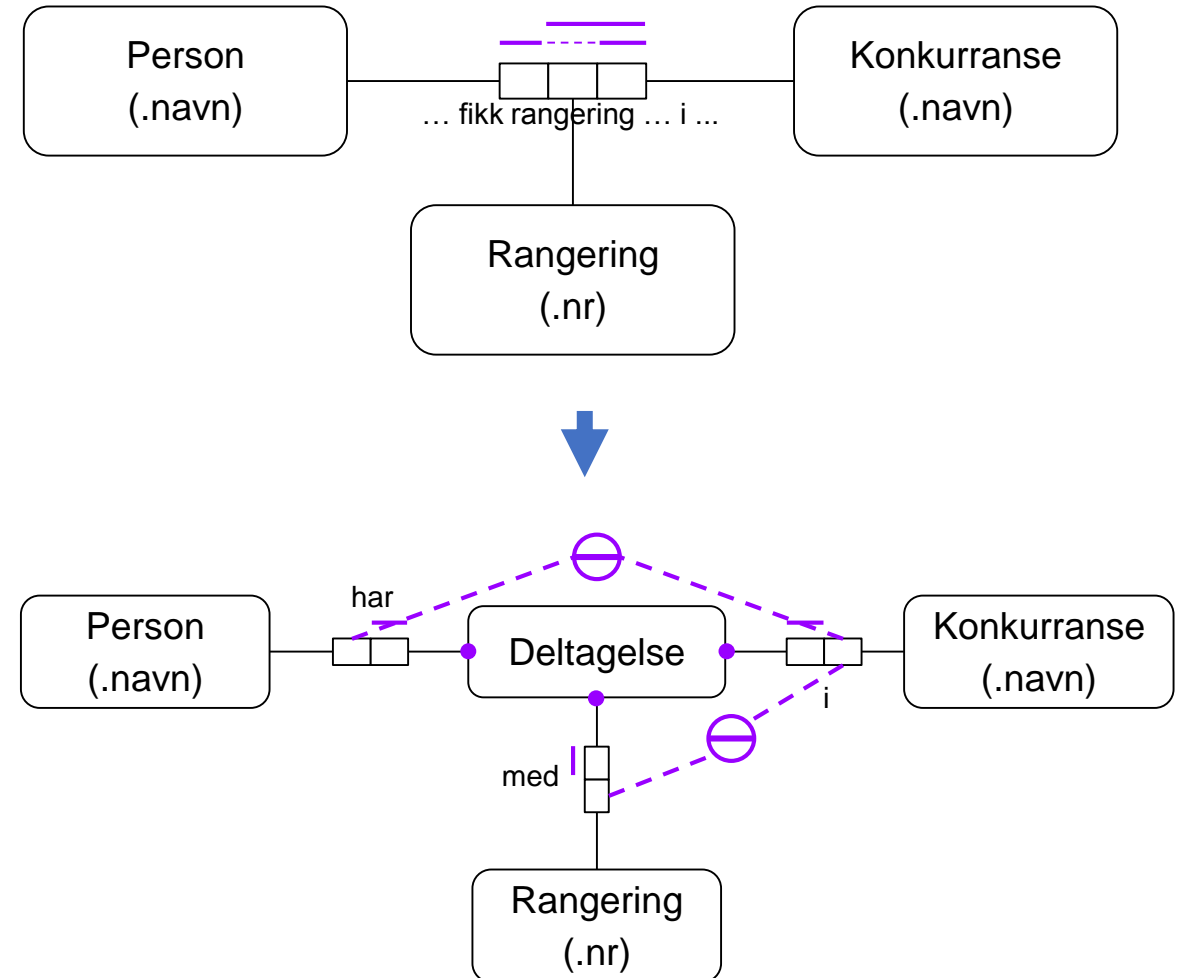 Person
(.navn)
Konkurranse
(.navn)
… fikk rangering … i ...
Rangering
(.nr)
har
Person
(.navn)
Deltagelse
Konkurranse
(.navn)
i
med
Rangering
(.nr)